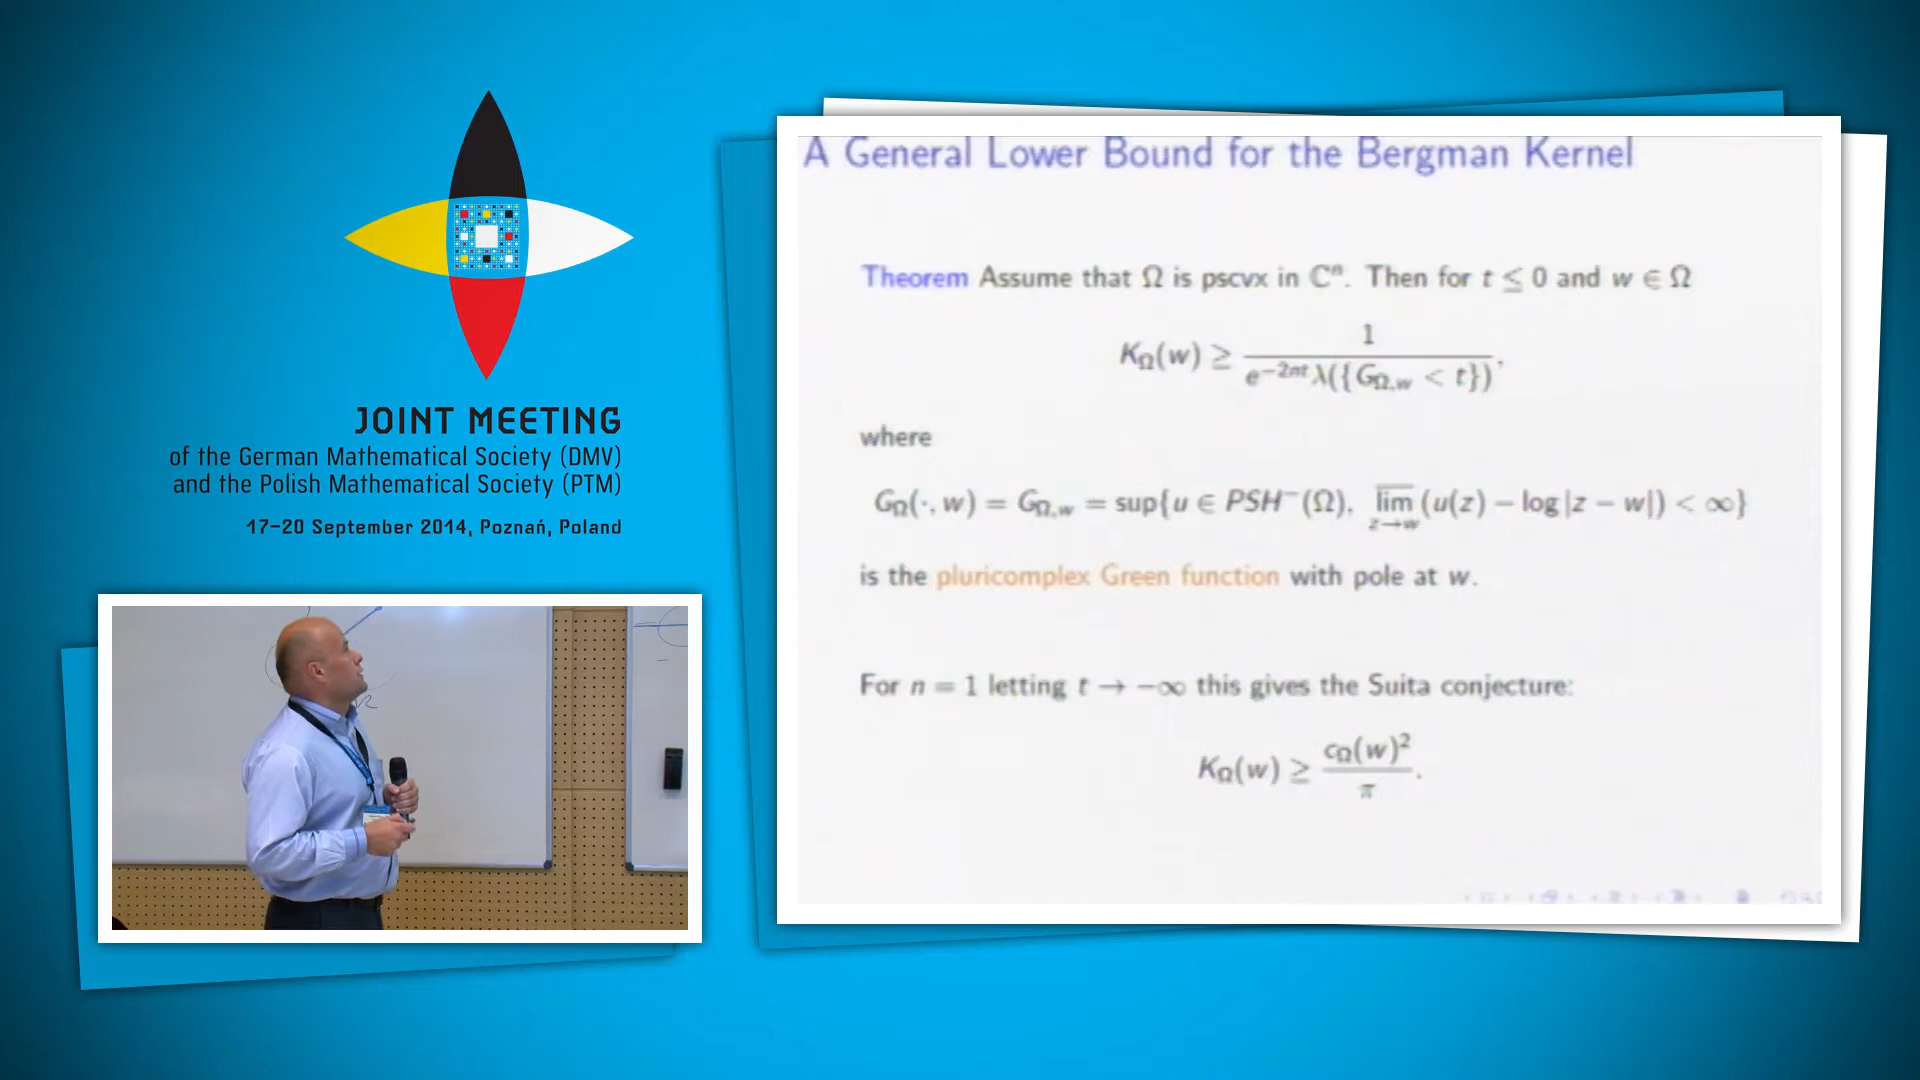 JOINT MEETING
of the German Mathematical Society (DMV)
and the Polish Mathematical Society (PTM)
17-20 September 2014, Poznań, Poland
A General Lower Bound for the Bergman Kernel
Theorem Assume that Ω is pscvx in ℂⁿ. Then for t ≤ 0 and w ∈ Ω
K_Ω(w) ≥ 1 / (e^{-2nt} λ({G_{Ω,w} < t})),
where
G_Ω(·, w) = G_{Ω,w} = sup{u ∈ PSH⁻(Ω), \overline{lim}_{z→w} (u(z) − log |z − w|) < ∞}
is the pluricomplex Green function with pole at w.
For n = 1 letting t → −∞ this gives the Suita conjecture:
K_Ω(w) ≥ c_Ω(w)² / π.